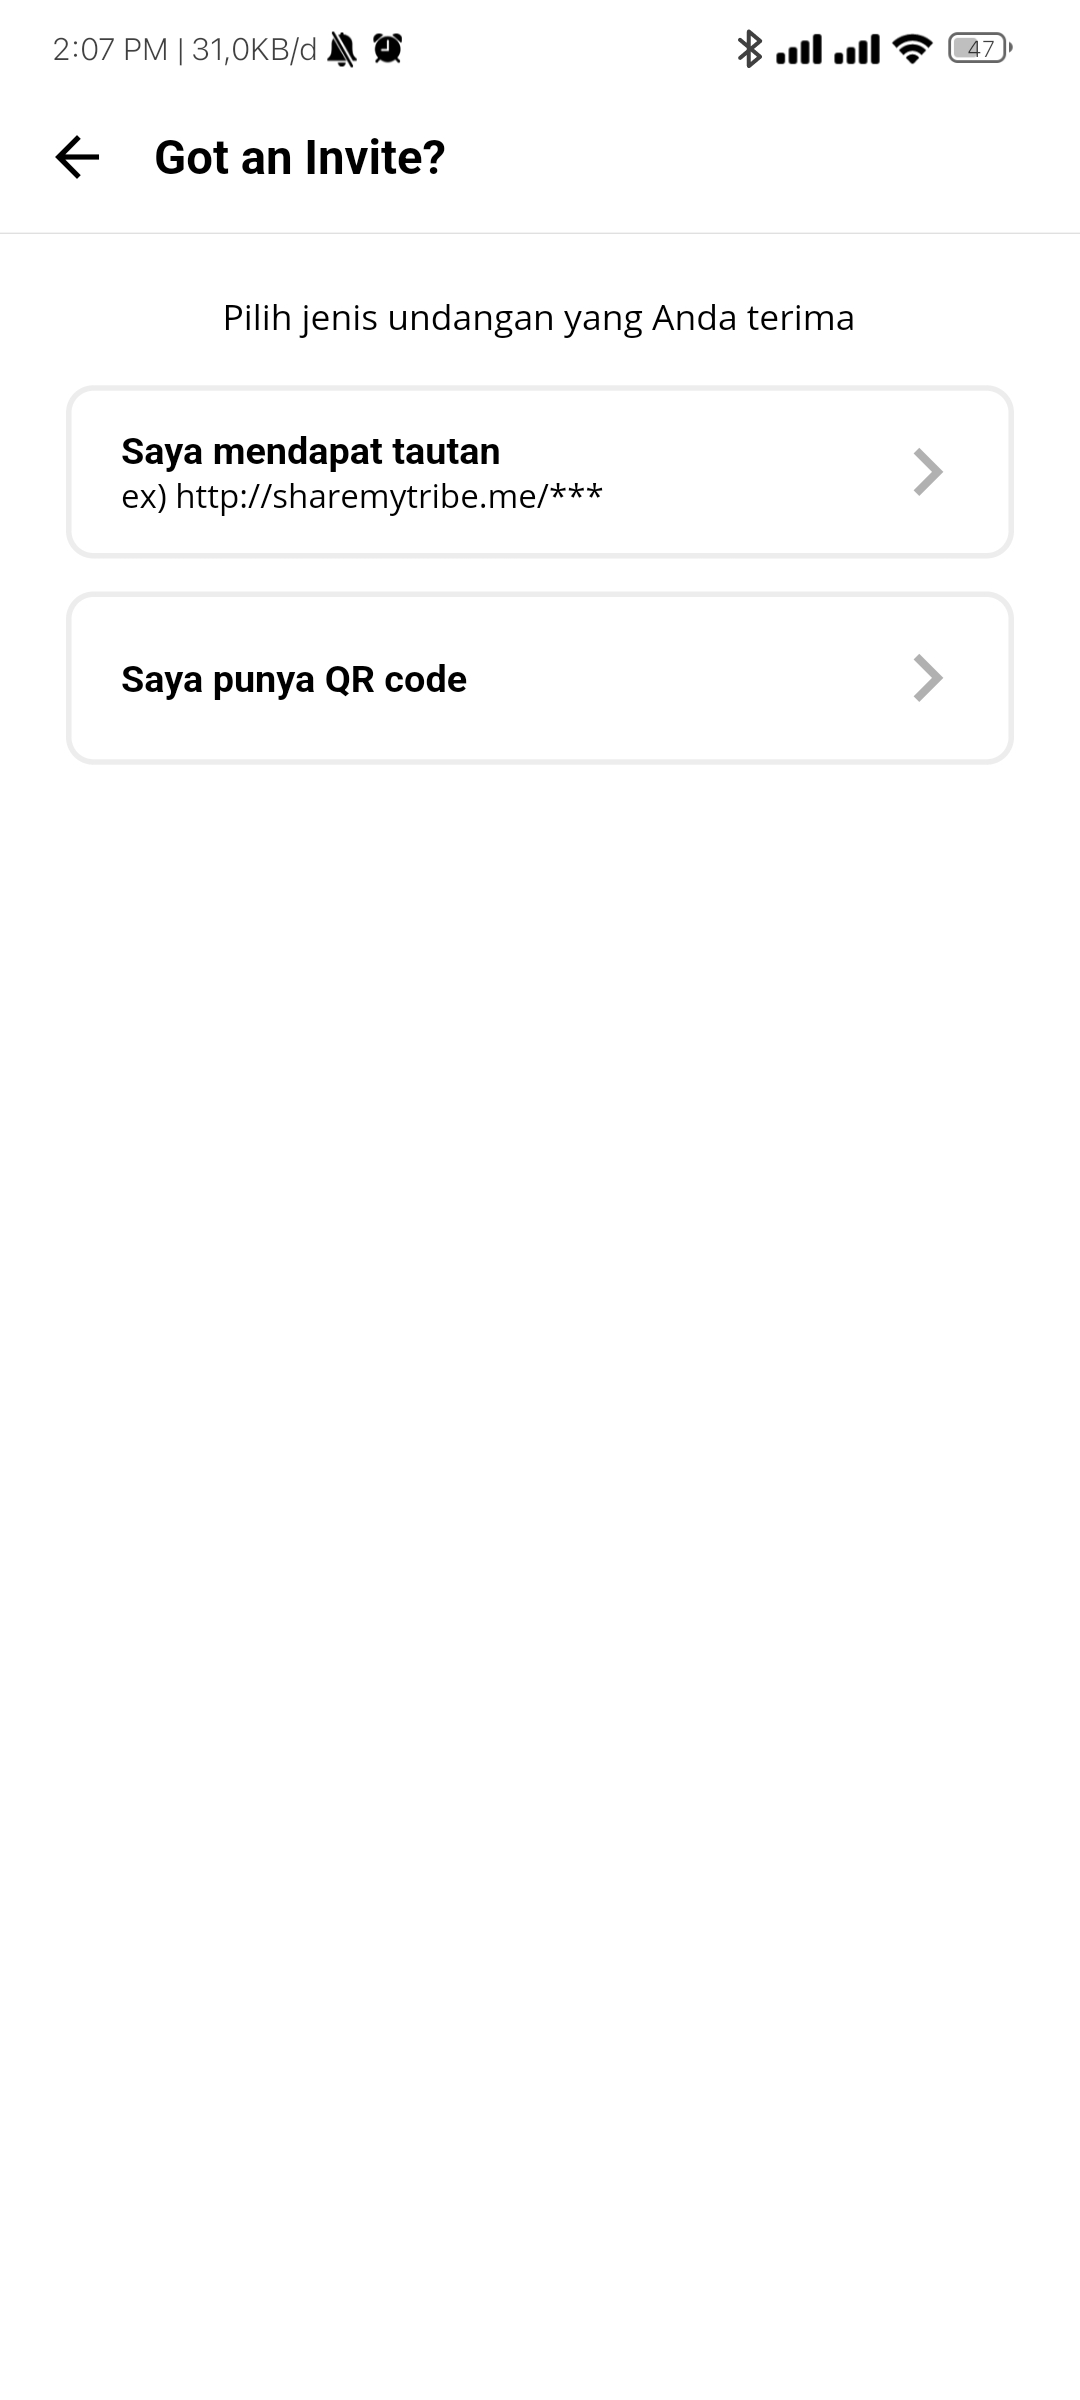 2:07 PM | 31,0KB/d
47
Got an Invite?
Pilih jenis undangan yang Anda terima
Saya mendapat tautan
ex) http://sharemytribe.me/***
Saya punya QR code